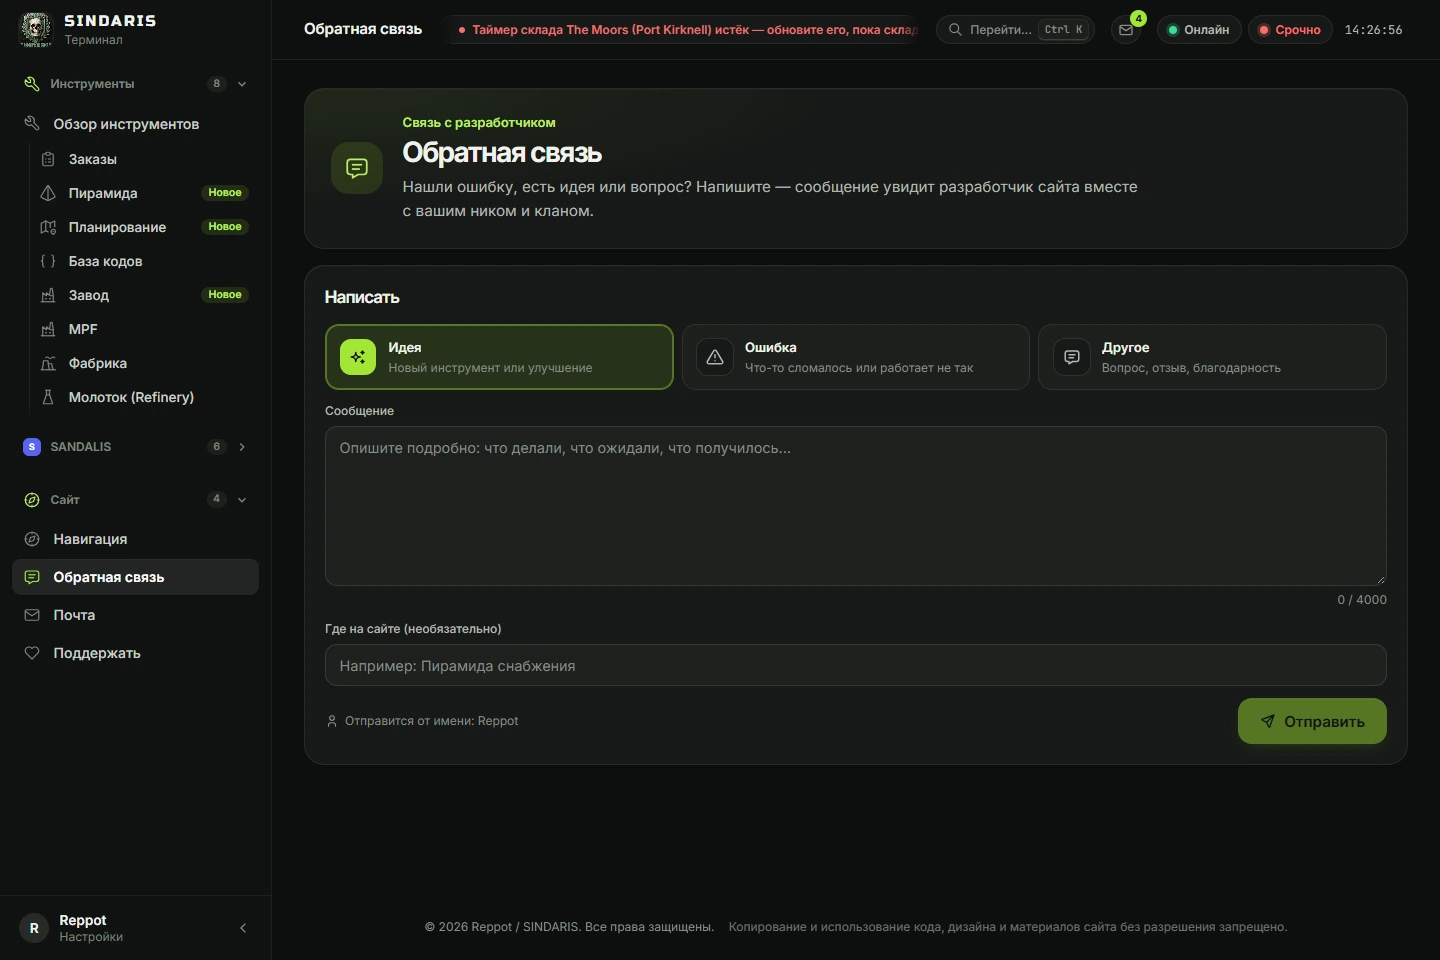 SINDARIS
Терминал
Инструменты 8
Обзор инструментов
Заказы
Пирамида Новое
Планирование Новое
База кодов
Завод Новое
MPF
Фабрика
Молоток (Refinery)
S SANDALIS 6
Сайт 4
Навигация
Обратная связь
Почта
Поддержать
R Reppot
Настройки
Обратная связь
Таймер склада The Moors (Port Kirknell) истёк — обновите его, пока склад
Перейти... Ctrl K
4
Онлайн
Срочно
14:26:56
Связь с разработчиком
Обратная связь
Нашли ошибку, есть идея или вопрос? Напишите — сообщение увидит разработчик сайта вместе
с вашим ником и кланом.
Написать
Идея
Новый инструмент или улучшение
Ошибка
Что-то сломалось или работает не так
Другое
Вопрос, отзыв, благодарность
Сообщение
Опишите подробно: что делали, что ожидали, что получилось...
0 / 4000
Где на сайте (необязательно)
Например: Пирамида снабжения
Отправится от имени: Reppot
Отправить
© 2026 Reppot / SINDARIS. Все права защищены. Копирование и использование кода, дизайна и материалов сайта без разрешения запрещено.